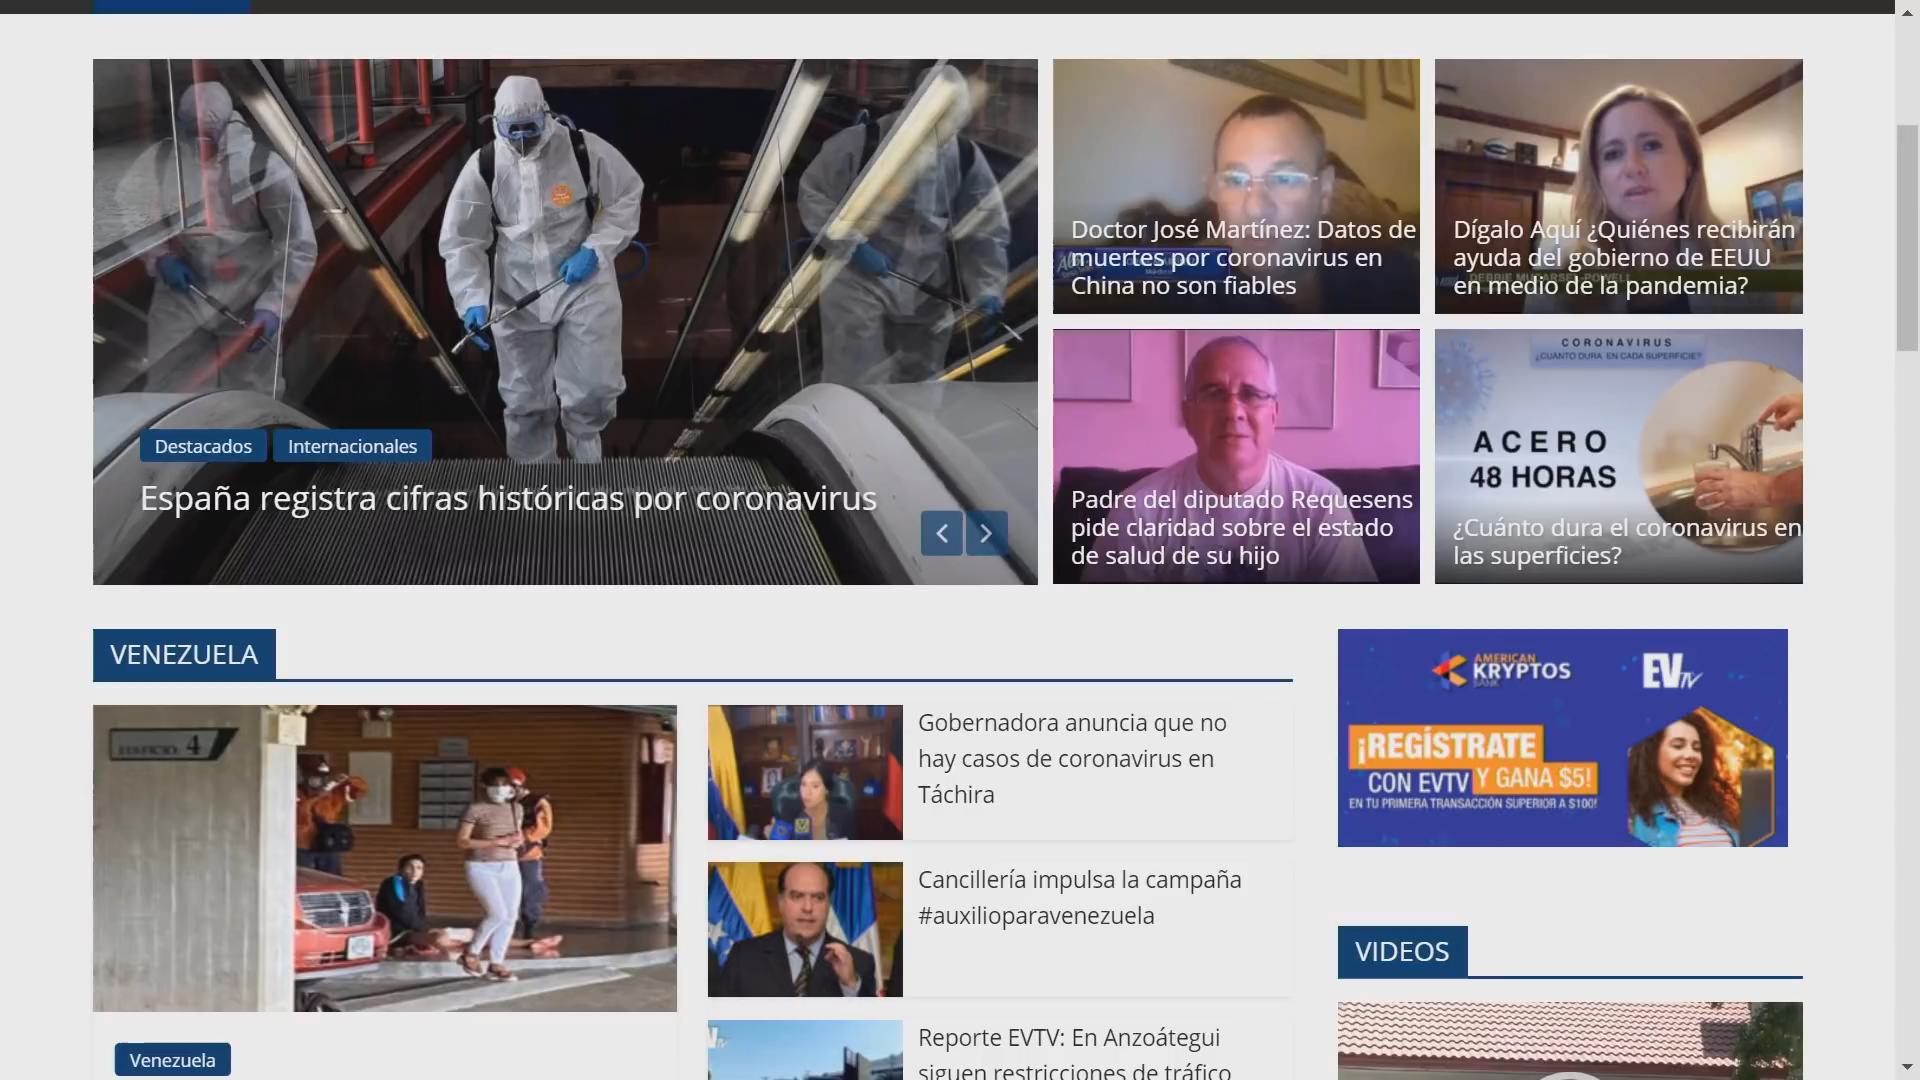 Destacados
Internacionales
España registra cifras históricas por coronavirus
Doctor José Martínez: Datos de
muertes por coronavirus en
China no son fiables
Dígalo Aquí ¿Quiénes recibirán
ayuda del gobierno de EEUU
en medio de la pandemia?
Padre del diputado Requesens
pide claridad sobre el estado
de salud de su hijo
CORONAVIRUS
¿CUÁNTO DURA EN CADA SUPERFICIE?
ACERO
48 HORAS
¿Cuánto dura el coronavirus en
las superficies?
VENEZUELA
EDIFICIO 4
Venezuela
Gobernadora anuncia que no
hay casos de coronavirus en
Táchira
Cancillería impulsa la campaña
#auxilioparavenezuela
Reporte EVTV: En Anzoátegui
siguen restricciones de tráfico
AMERICAN
KRYPTOS
BANK
EVTV
¡REGÍSTRATE
CON EVTV Y GANA $5!
EN TU PRIMERA TRANSACCIÓN SUPERIOR A $100!
VIDEOS